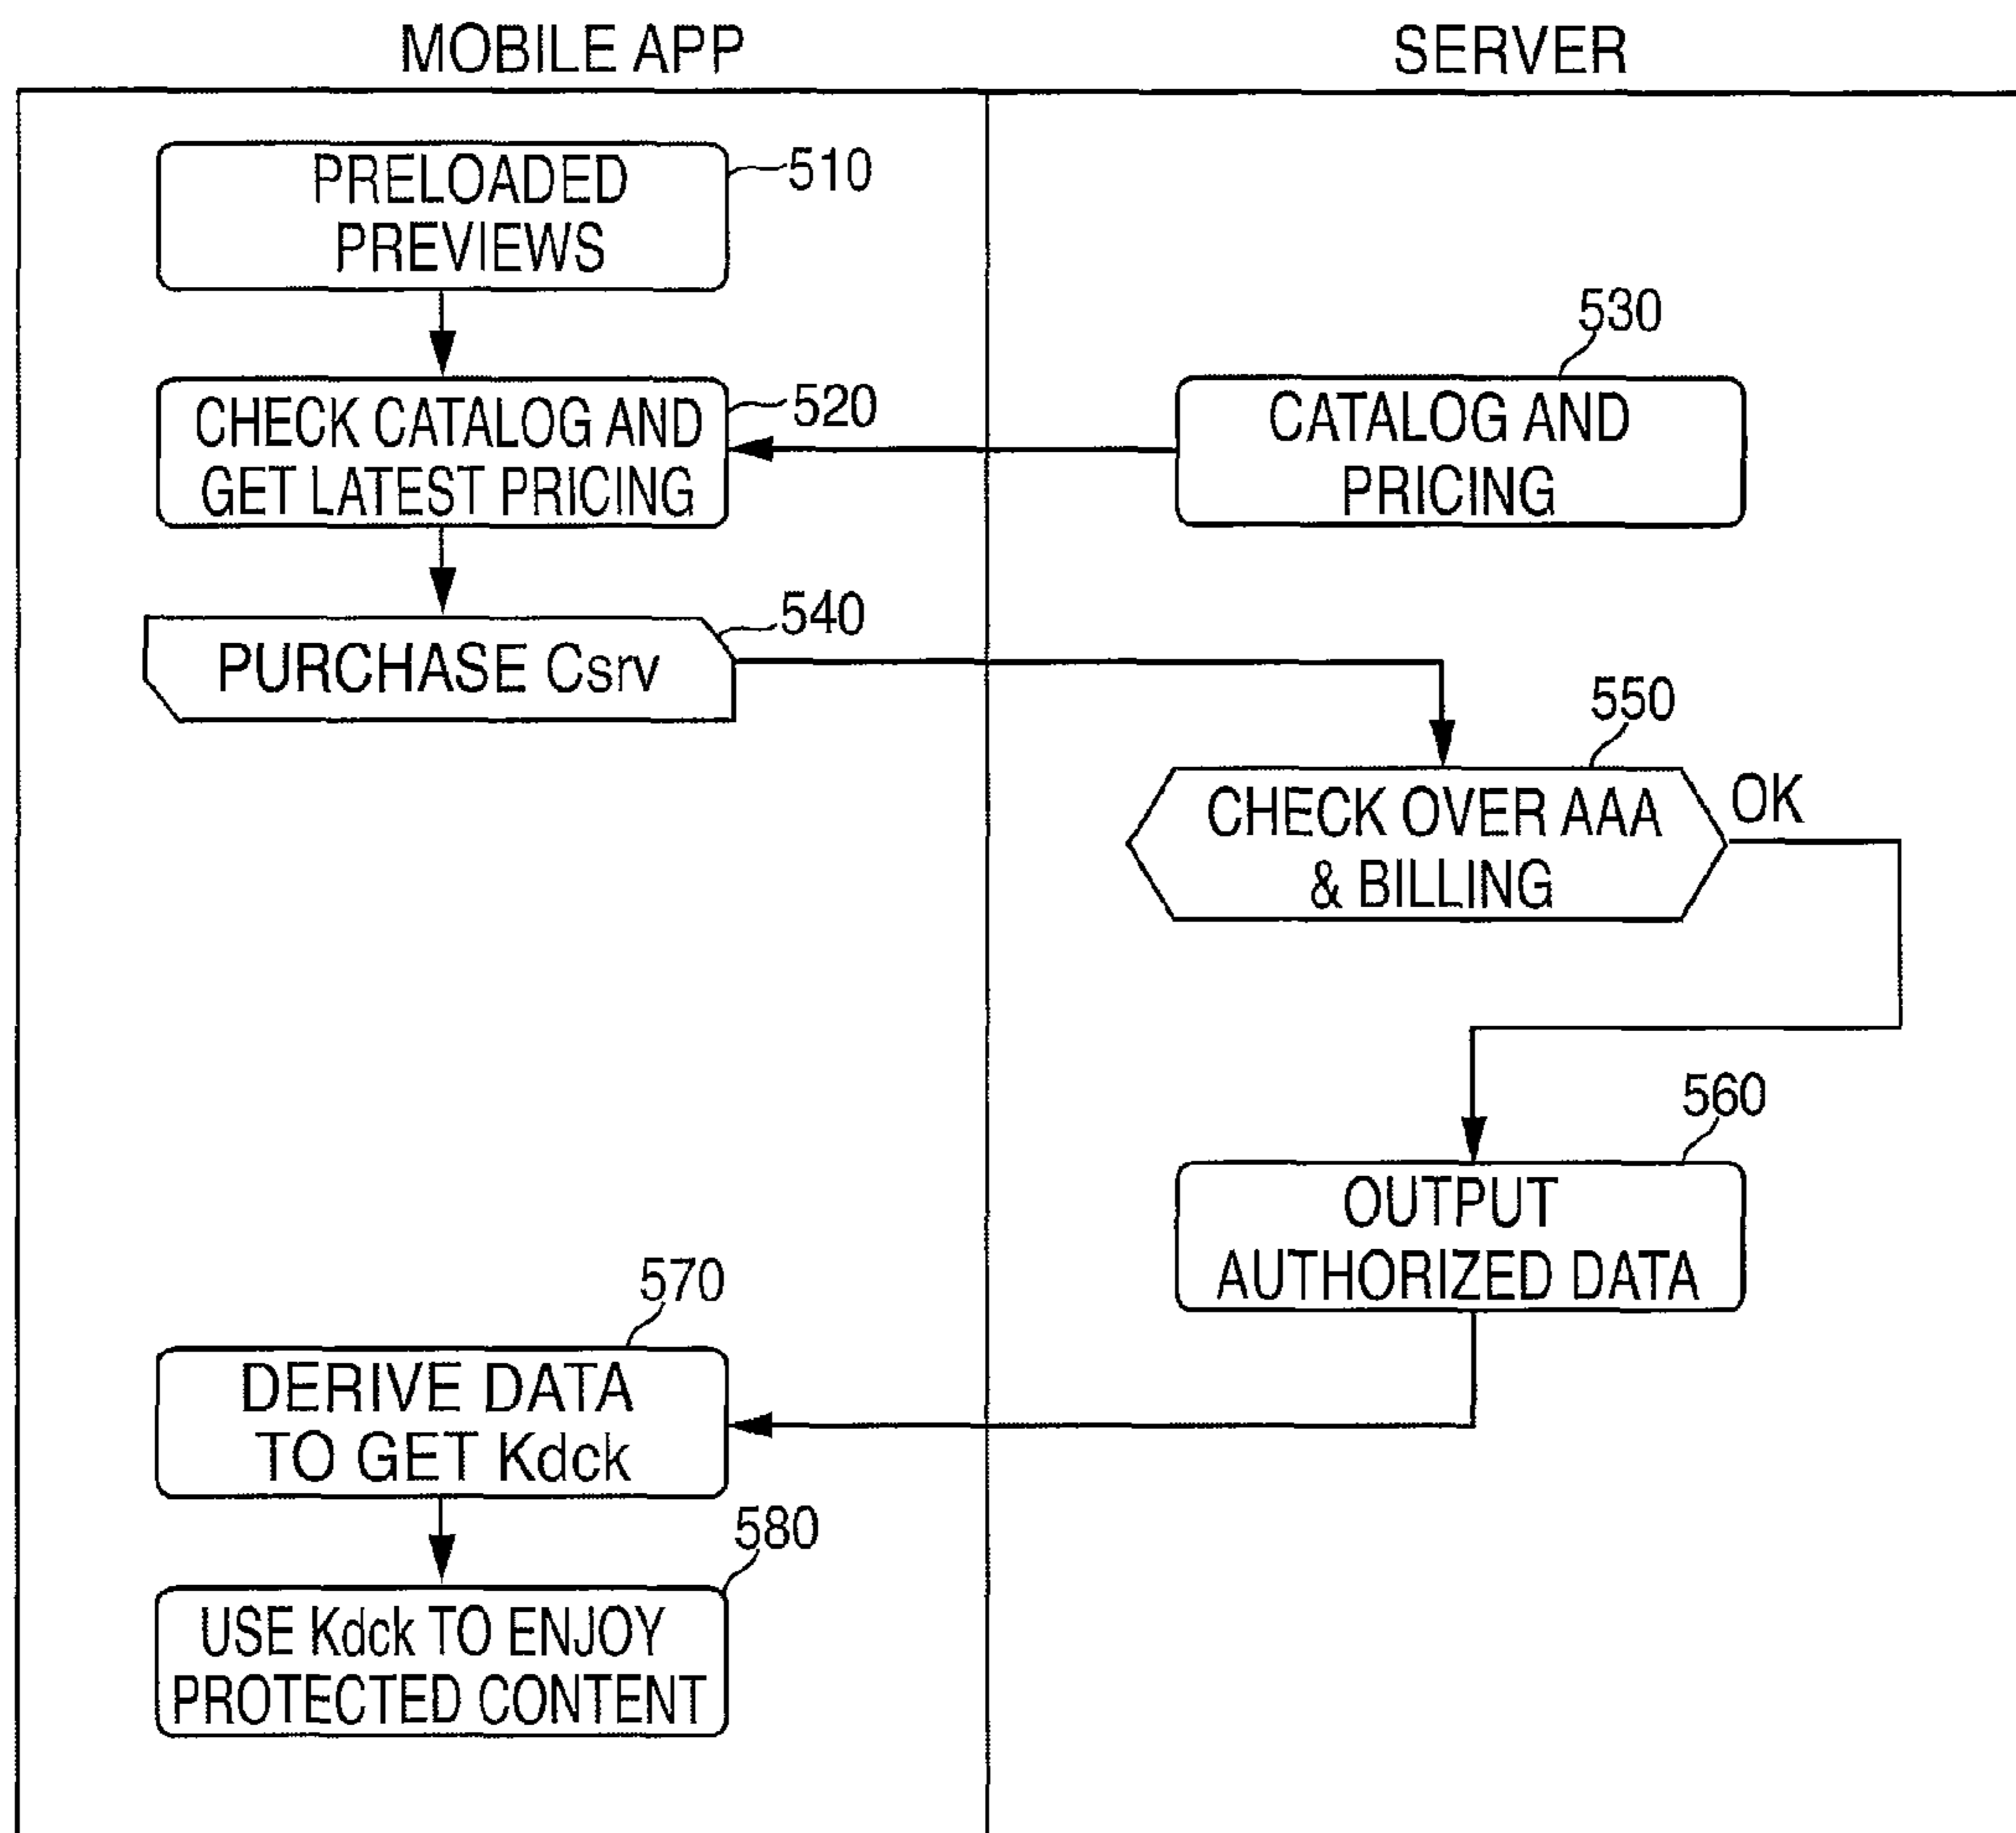 MOBILE APP
SERVER
PRELOADED
PREVIEWS
510
CHECK CATALOG AND
GET LATEST PRICING
520
530
CATALOG AND
PRICING
PURCHASE Csrv
540
550
CHECK OVER AAA
& BILLING
OK
560
OUTPUT
AUTHORIZED DATA
570
DERIVE DATA
TO GET Kdck
580
USE Kdck TO ENJOY
PROTECTED CONTENT